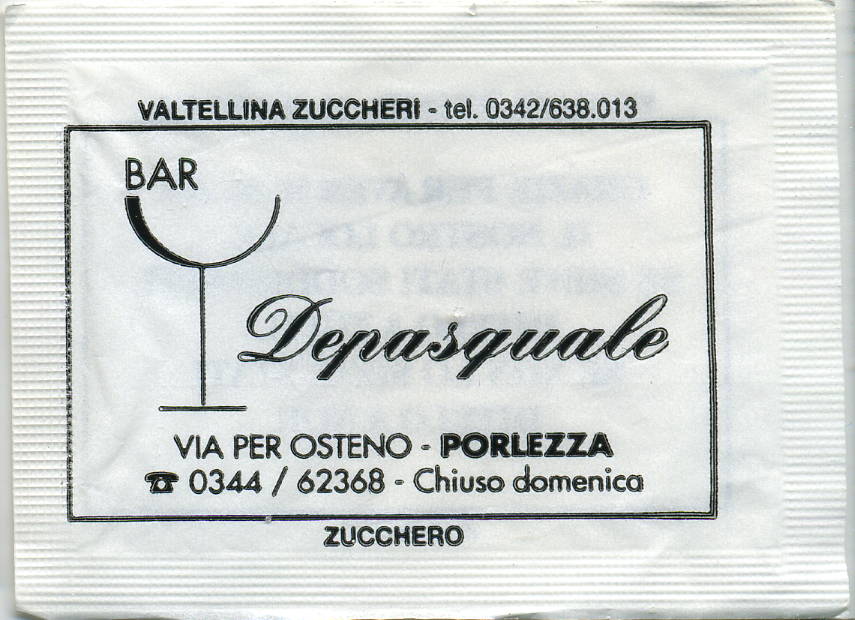 VALTELLINA ZUCCHERI - tel. 0342/638.013
BAR
Depasquale
VIA PER OSTENO - PORLEZZA
☎ 0344 / 62368 - Chiuso domenica
ZUCCHERO